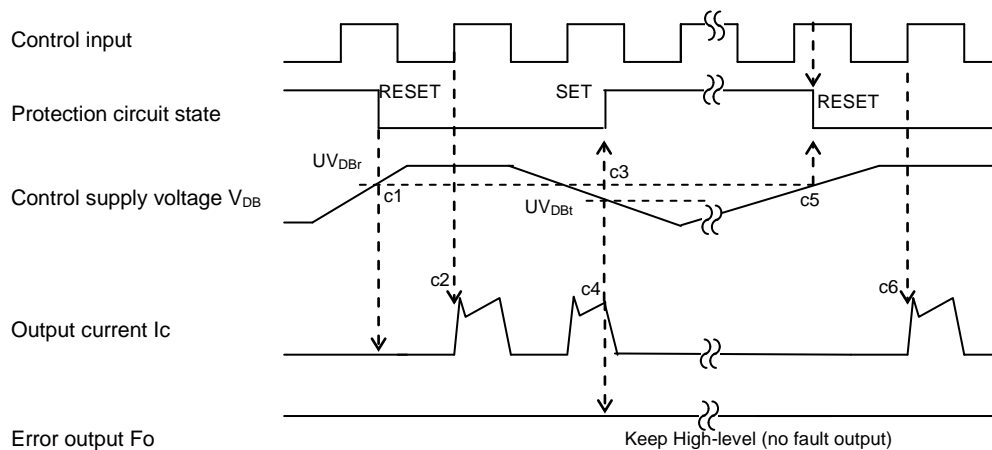 Control input
RESET
SET
RESET
Protection circuit state
UVDBr
c1
c3
c5
Control supply voltage VDB
UVDBt
c2
c4
c6
Output current Ic
Error output Fo
Keep High-level (no fault output)